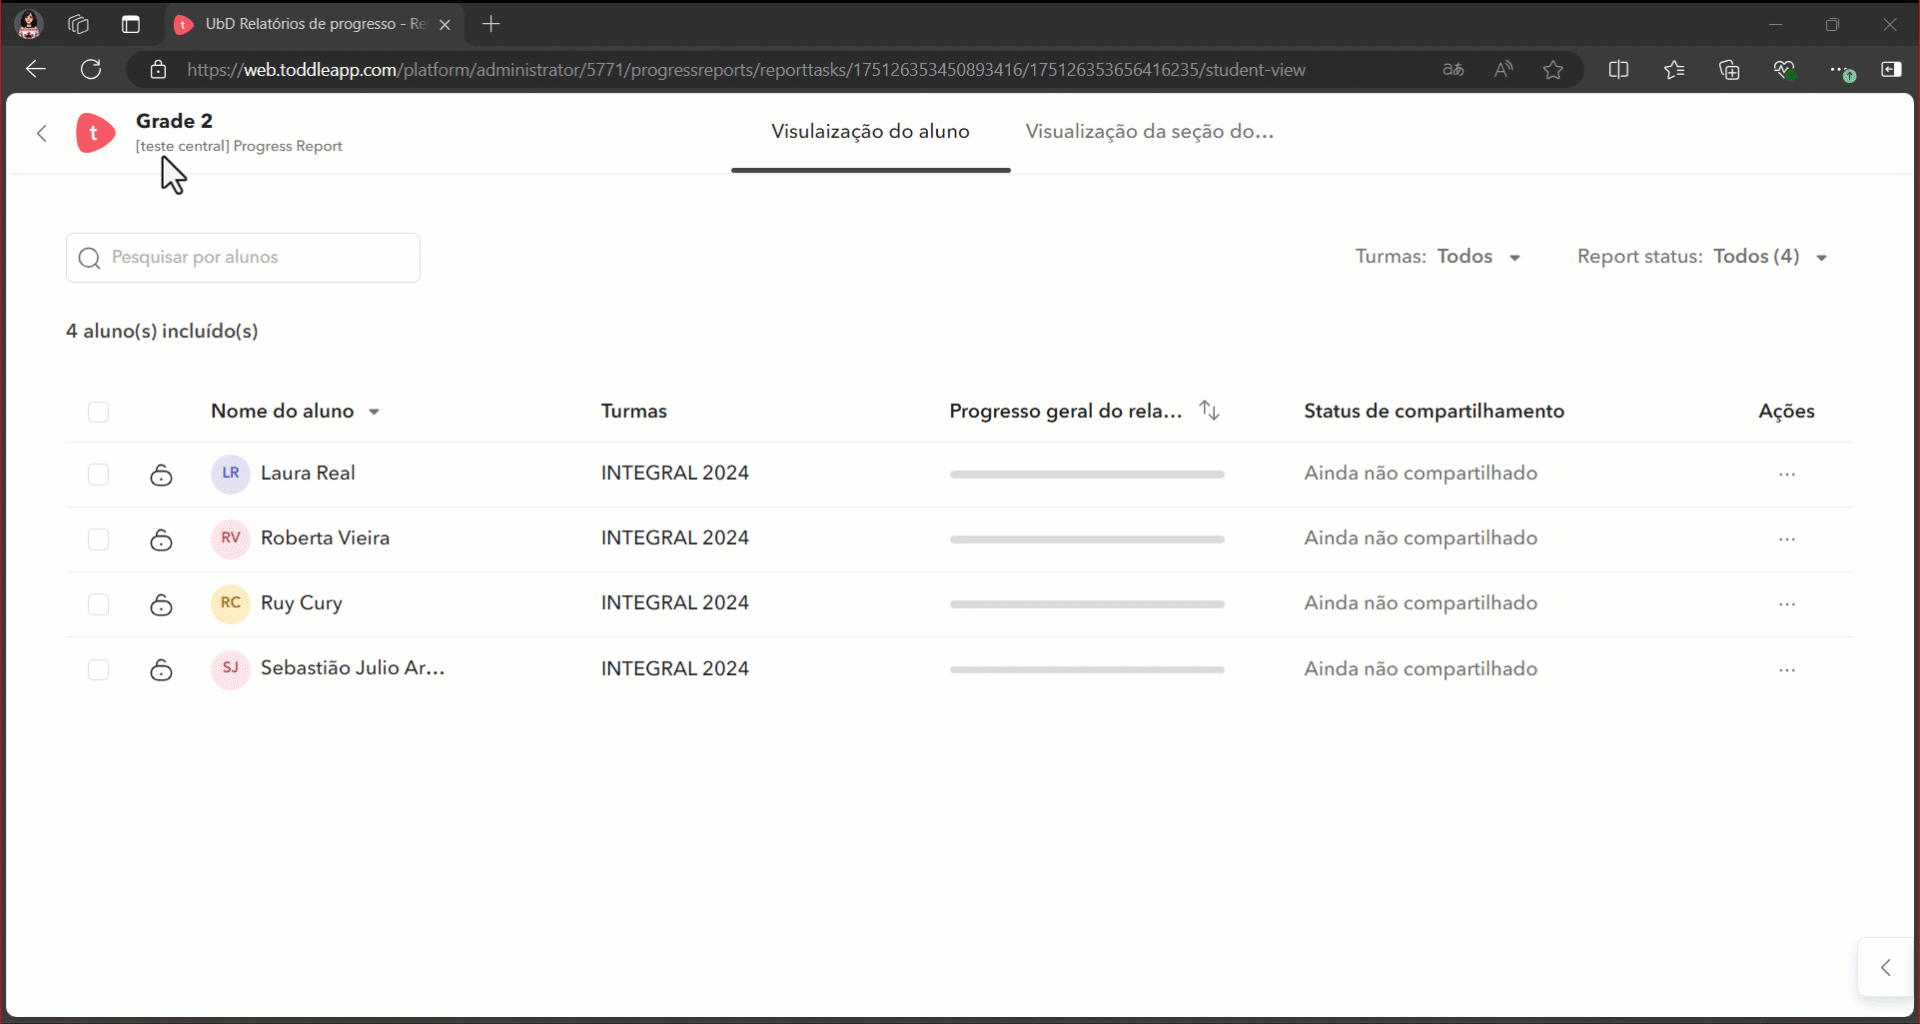 UbD Relatórios de progresso - Re
https://web.toddleapp.com/platform/administrator/5771/progressreports/reporttasks/175126353450893416/175126353656416235/student-view
t
Grade 2
[teste central] Progress Report
Visulaização do aluno
Visualização da seção do...
Pesquisar por alunos
Turmas: Todos
Report status: Todos (4)
4 aluno(s) incluído(s)
Nome do aluno Turmas Progresso geral do rela... Status de compartilhamento Ações
LR Laura Real INTEGRAL 2024 Ainda não compartilhado ...
RV Roberta Vieira INTEGRAL 2024 Ainda não compartilhado ...
RC Ruy Cury INTEGRAL 2024 Ainda não compartilhado ...
SJ Sebastião Julio Ar... INTEGRAL 2024 Ainda não compartilhado ...